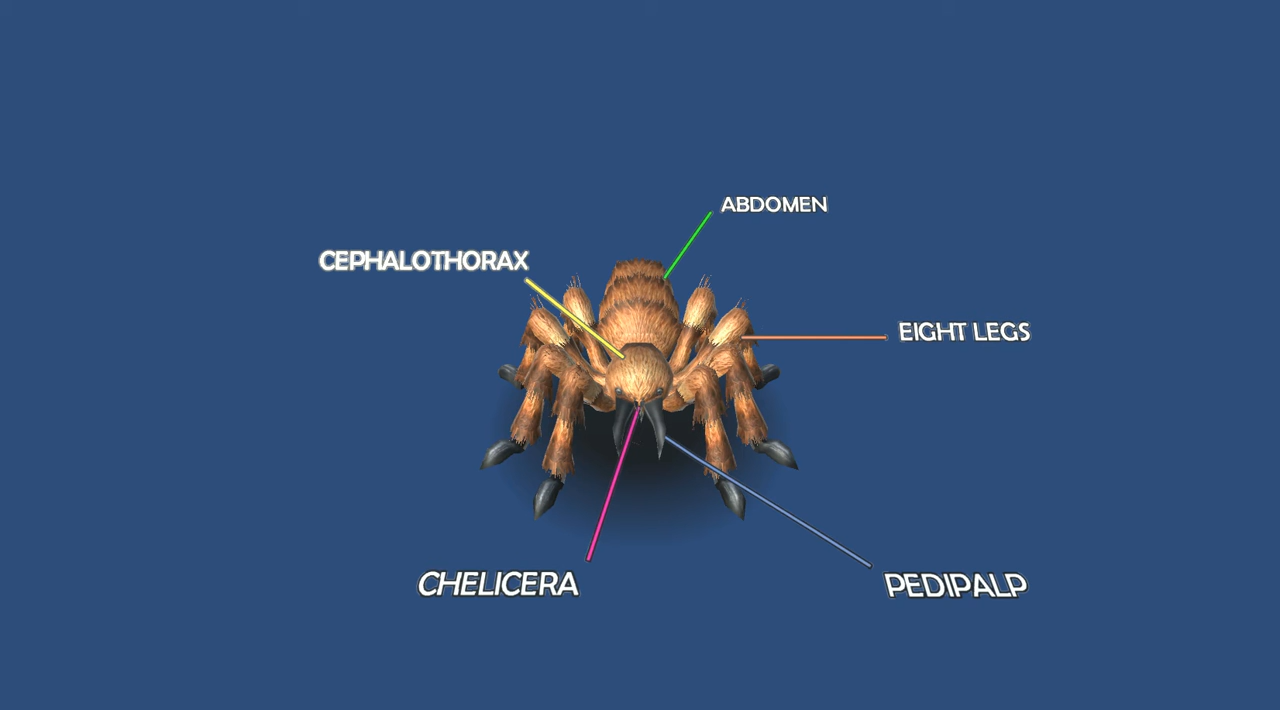 ABDOMEN
CEPHALOTHORAX
EIGHT LEGS
CHELICERA
PEDIPALP